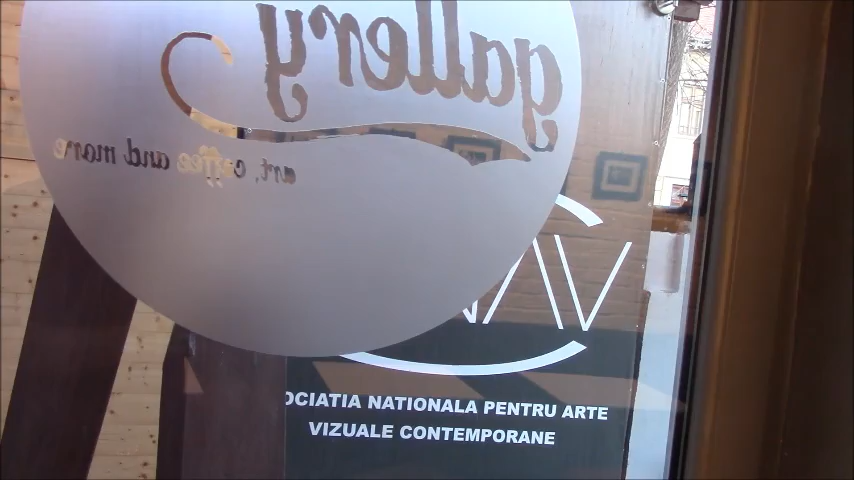 gallery
art, coffee and more
OCIATIA NATIONALA PENTRU ARTE
VIZUALE CONTEMPORANE